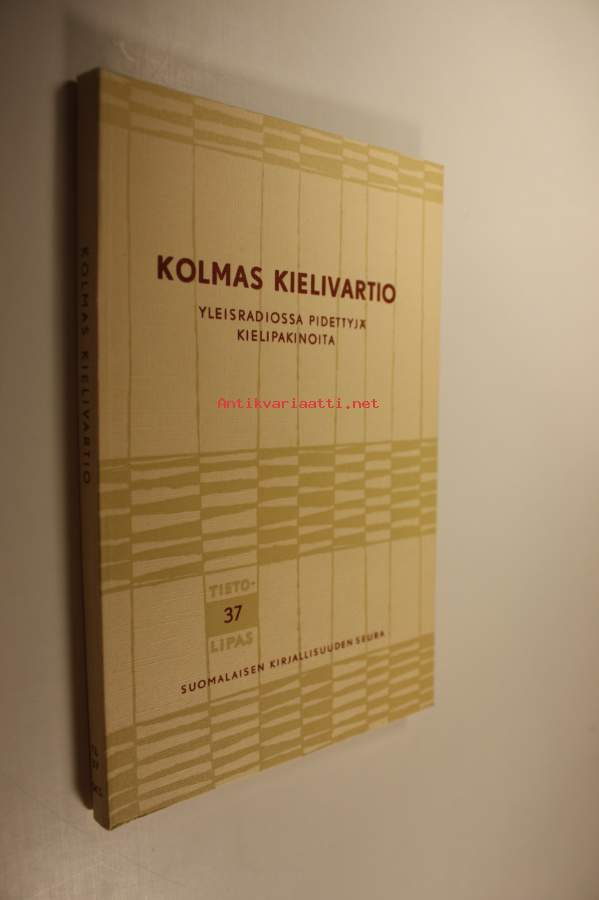 KOLMAS KIELIVARTIO
YLEISRADIOSSA PIDETTYJÄ
KIELIPAKINOITA
Antikvariaatti.net
TIETO-
37
LIPAS
SUOMALAISEN KIRJALLISUUDEN SEURA
KOLMAS KIELIVARTIO